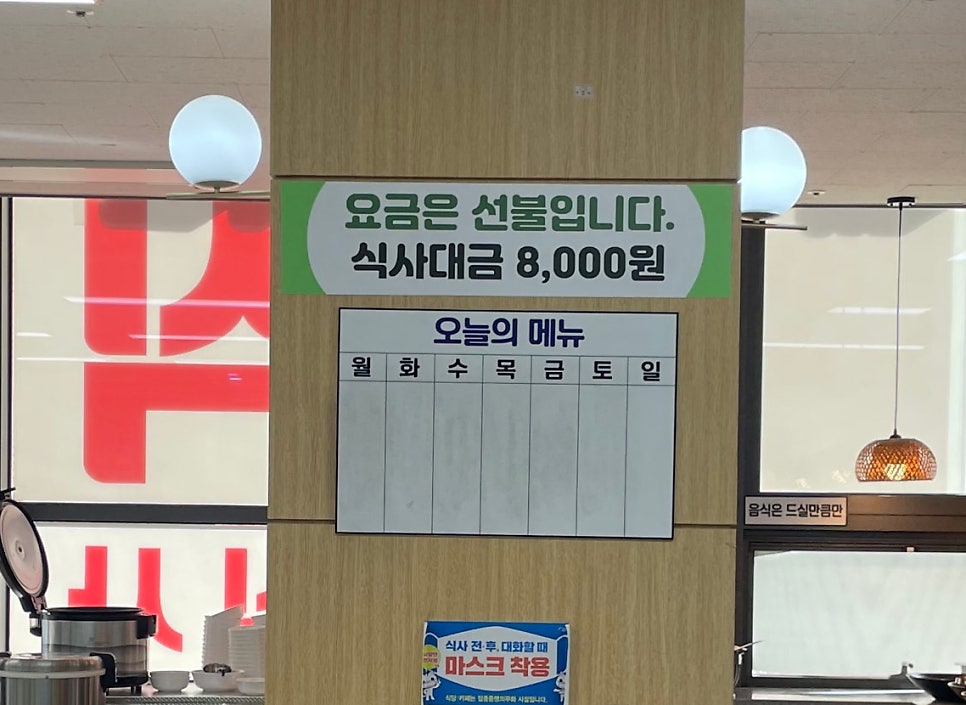 요금은 선불입니다.
식사대금 8,000원
오늘의 메뉴
월 화 수 목 금 토 일
음식은 드실만큼만
식사 전·후, 대화할 때
마스크 착용